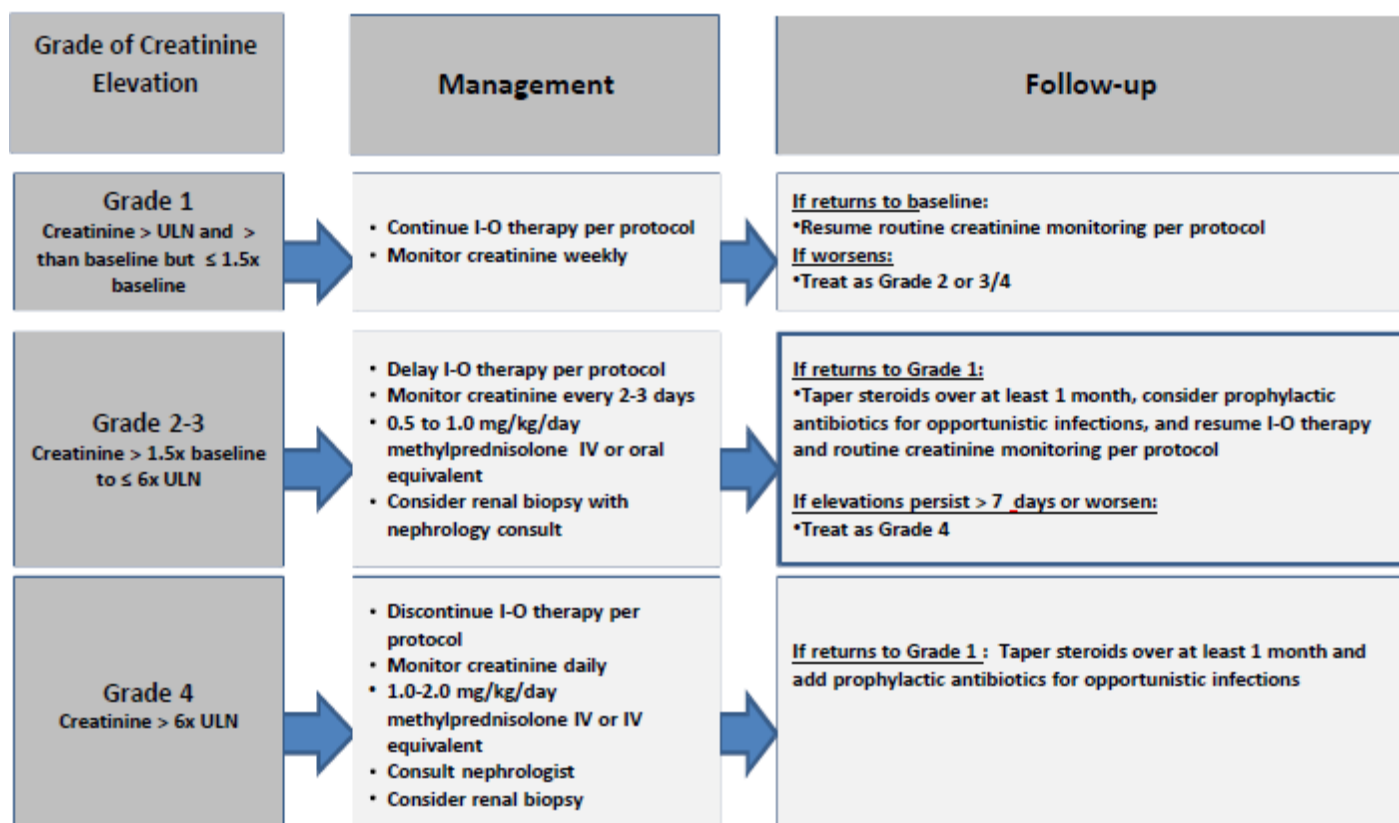 Grade of Creatinine
Elevation
Management
Follow-up
Grade 1
Creatinine > ULN and >
than baseline but ≤ 1.5x
baseline
• Continue I-O therapy per protocol
• Monitor creatinine weekly
If returns to baseline:
•Resume routine creatinine monitoring per protocol
If worsens:
•Treat as Grade 2 or 3/4
Grade 2-3
Creatinine > 1.5x baseline
to ≤ 6x ULN
• Delay I-O therapy per protocol
• Monitor creatinine every 2-3 days
• 0.5 to 1.0 mg/kg/day
methylprednisolone IV or oral
equivalent
• Consider renal biopsy with
nephrology consult
If returns to Grade 1:
•Taper steroids over at least 1 month, consider prophylactic
antibiotics for opportunistic infections, and resume I-O therapy
and routine creatinine monitoring per protocol
If elevations persist > 7 days or worsen:
•Treat as Grade 4
Grade 4
Creatinine > 6x ULN
• Discontinue I-O therapy per
protocol
• Monitor creatinine daily
• 1.0-2.0 mg/kg/day
methylprednisolone IV or IV
equivalent
• Consult nephrologist
• Consider renal biopsy
If returns to Grade 1 : Taper steroids over at least 1 month and
add prophylactic antibiotics for opportunistic infections